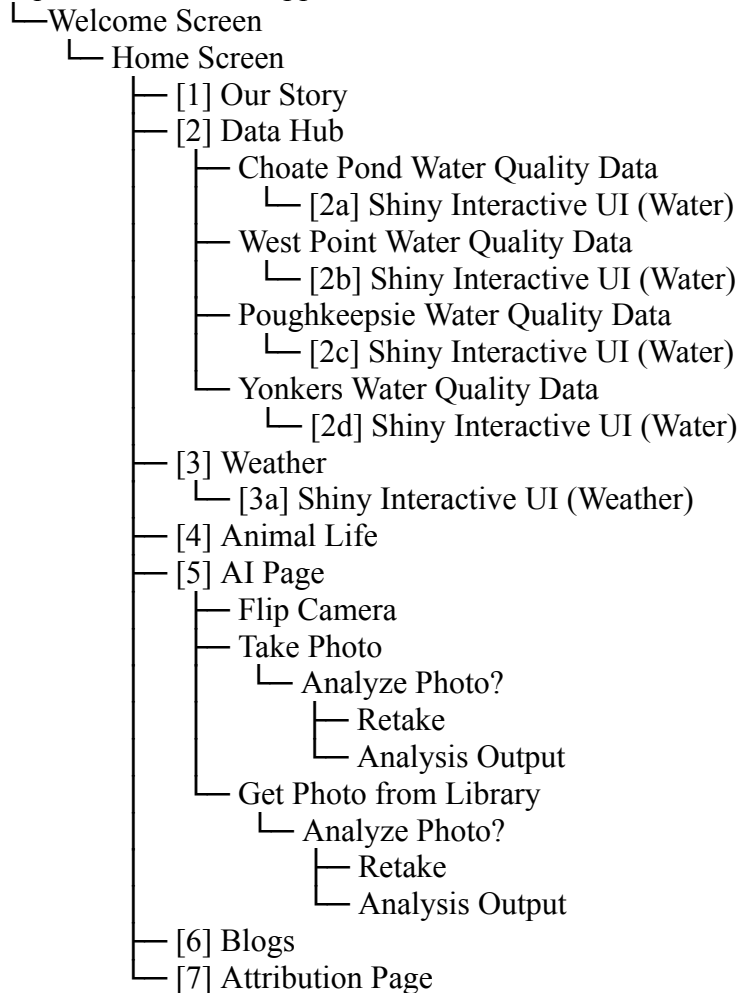 Welcome Screen
Home Screen
[1] Our Story
[2] Data Hub
Choate Pond Water Quality Data
[2a] Shiny Interactive UI (Water)
West Point Water Quality Data
[2b] Shiny Interactive UI (Water)
Poughkeepsie Water Quality Data
[2c] Shiny Interactive UI (Water)
Yonkers Water Quality Data
[2d] Shiny Interactive UI (Water)
[3] Weather
[3a] Shiny Interactive UI (Weather)
[4] Animal Life
[5] AI Page
Flip Camera
Take Photo
Analyze Photo?
Retake
Analysis Output
Get Photo from Library
Analyze Photo?
Retake
Analysis Output
[6] Blogs
[7] Attribution Page